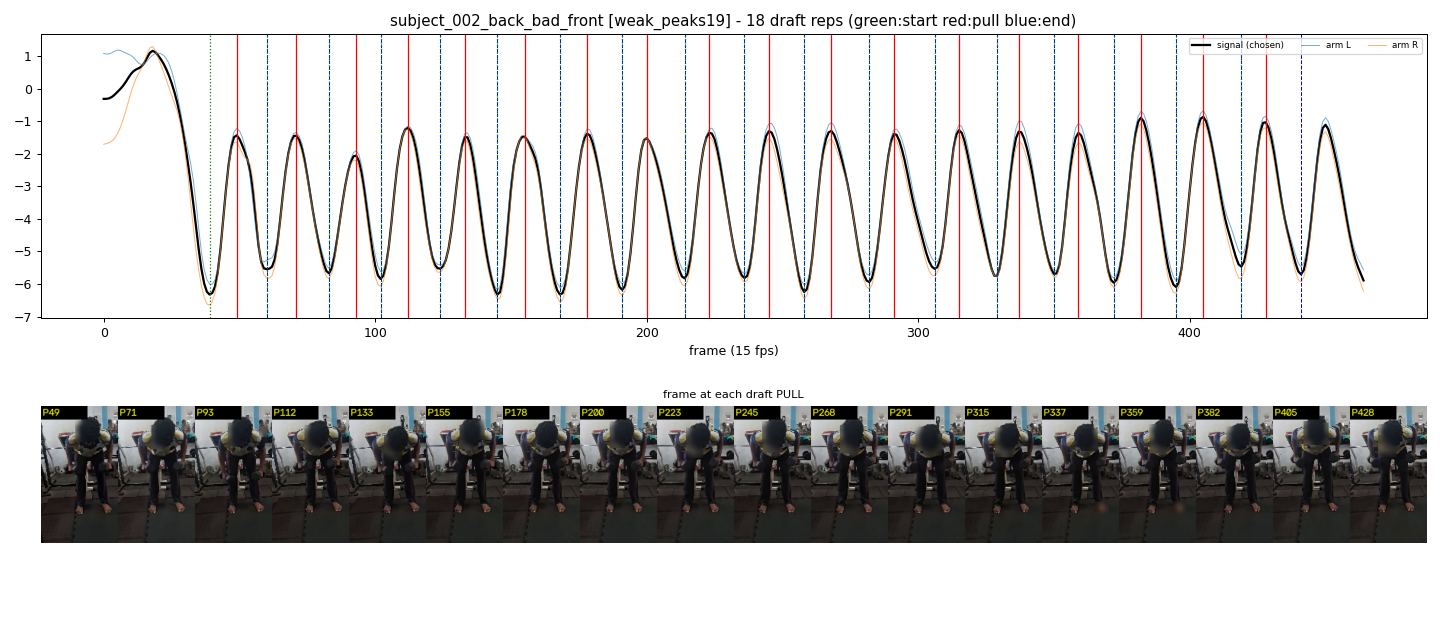 subject_002_back_bad_front [weak_peaks19] - 18 draft reps (green:start red:pull blue:end)
signal (chosen) arm L arm R
1
0
−1
−2
−3
−4
−5
−6
−7
0 100 200 300 400
frame (15 fps)
frame at each draft PULL
P49 P71 P93 P112 P133 P155 P178 P200 P223 P245 P268 P291 P315 P337 P359 P382 P405 P428